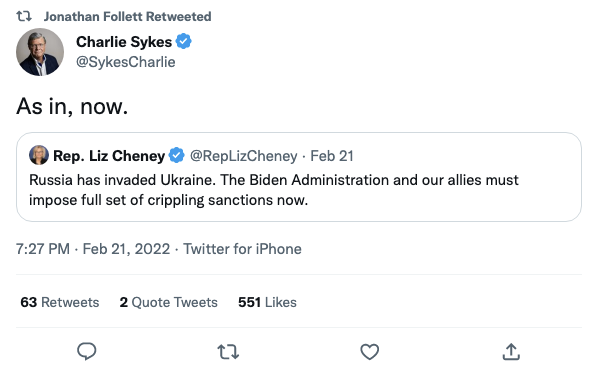 Jonathan Follett Retweeted
Charlie Sykes
@SykesCharlie
As in, now.
Rep. Liz Cheney @RepLizCheney · Feb 21
Russia has invaded Ukraine. The Biden Administration and our allies must
impose full set of crippling sanctions now.
7:27 PM · Feb 21, 2022 · Twitter for iPhone
63 Retweets 2 Quote Tweets 551 Likes